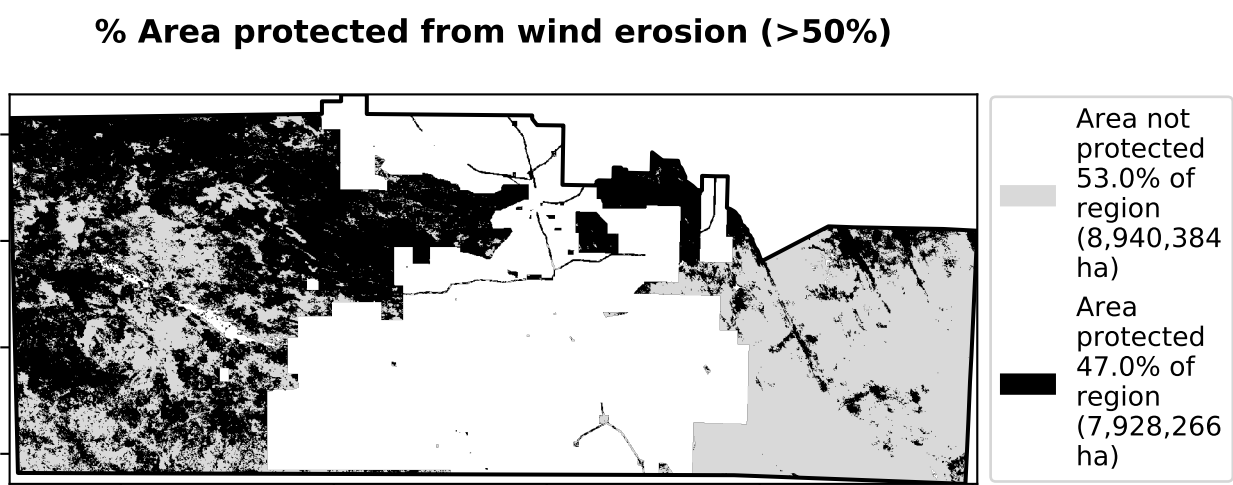 % Area protected from wind erosion (>50%)
Area not
protected
53.0% of
region
(8,940,384
ha)
Area
protected
47.0% of
region
(7,928,266
ha)